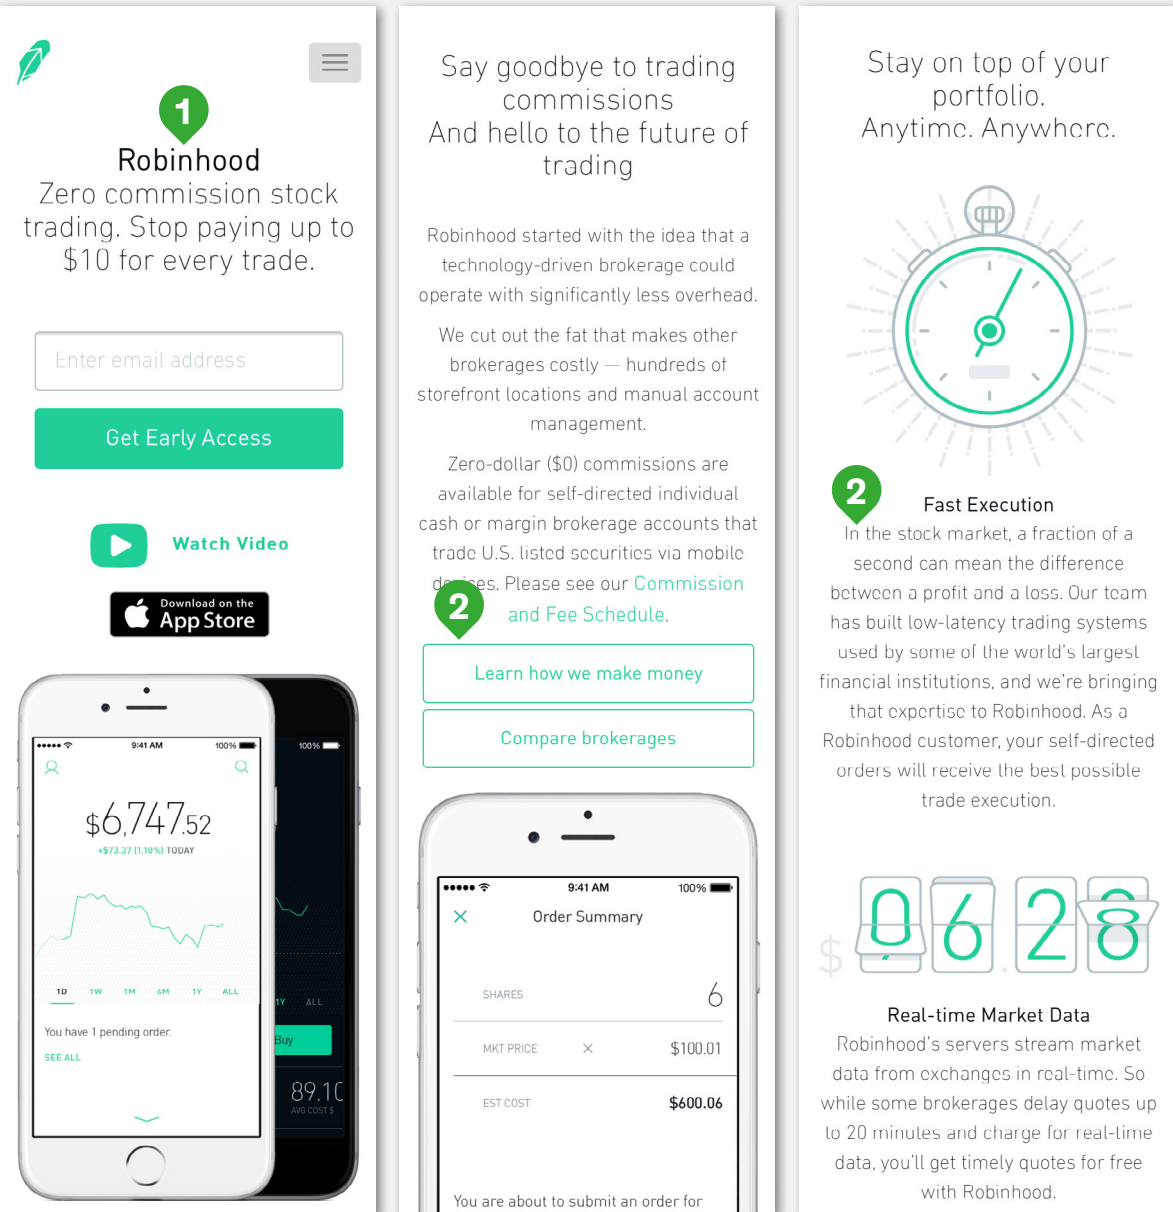 1
Robinhood
Zero commission stock
trading. Stop paying up to
$10 for every trade.
Enter email address
Get Early Access
Watch Video
Download on the
App Store
9:41 AM
100%
100%
$6,747.52
+$73.37 (1.10%) TODAY
1D 1W 1M 6M 1Y ALL
1Y ALL
You have 1 pending order.
SEE ALL
Buy
89.10
AVG COST $
Say goodbye to trading
commissions
And hello to the future of
trading
Robinhood started with the idea that a
technology-driven brokerage could
operate with significantly less overhead.
We cut out the fat that makes other
brokerages costly — hundreds of
storefront locations and manual account
management.
Zero-dollar ($0) commissions are
available for self-directed individual
cash or margin brokerage accounts that
trade U.S. listed securities via mobile
devices. Please see our Commission
and Fee Schedule.
2
Learn how we make money
Compare brokerages
9:41 AM
100%
Order Summary
SHARES 6
MKT PRICE × $100.01
EST COST $600.06
You are about to submit an order for
Stay on top of your
portfolio.
Anytime. Anywhere.
2
Fast Execution
In the stock market, a fraction of a
second can mean the difference
between a profit and a loss. Our team
has built low-latency trading systems
used by some of the world's largest
financial institutions, and we're bringing
that expertise to Robinhood. As a
Robinhood customer, your self-directed
orders will receive the best possible
trade execution.
$06.28
Real-time Market Data
Robinhood's servers stream market
data from exchanges in real-time. So
while some brokerages delay quotes up
to 20 minutes and charge for real-time
data, you'll get timely quotes for free
with Robinhood.